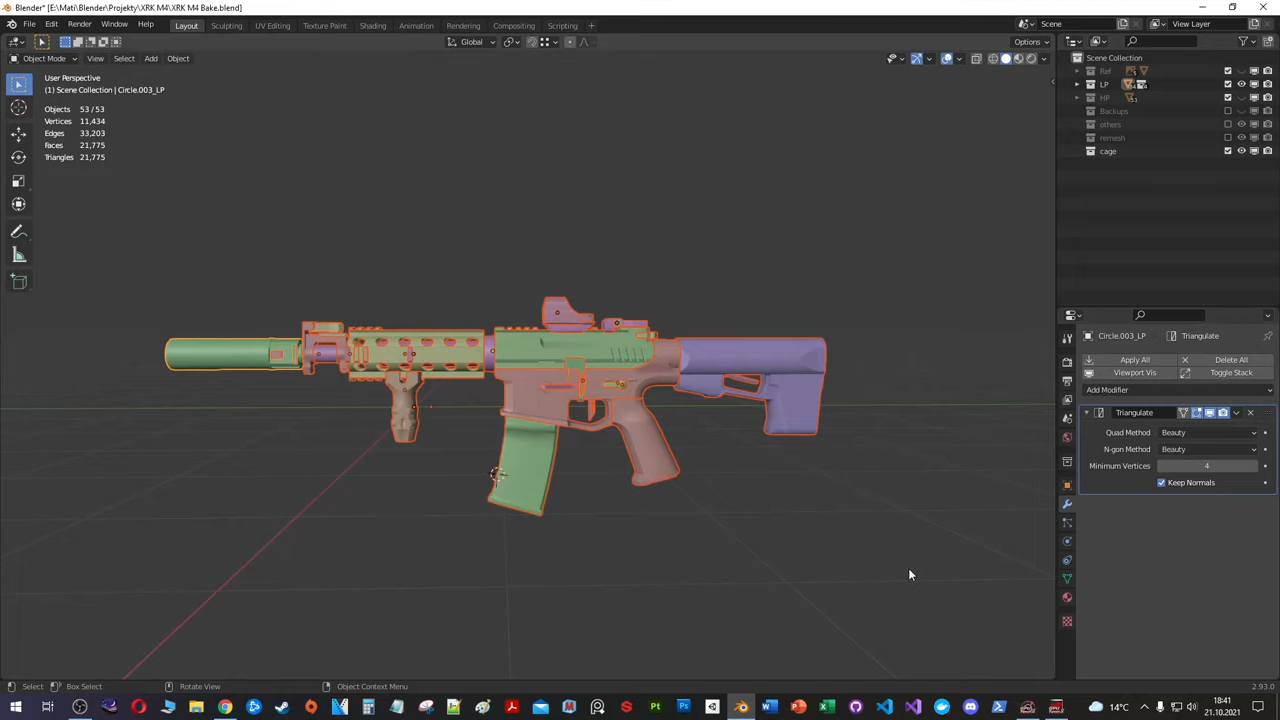 Blender* [E:\Mati\Blender\Projekty\XRK M4\XRK M4 Bake.blend]
File Edit Render Window Help Layout Sculpting UV Editing Texture Paint Shading Animation Rendering Compositing Scripting + Scene View Layer
Global Options
Object Mode View Select Add Object
User Perspective
(1) Scene Collection | Circle.003_LP
Objects 53 / 53
Vertices 11,434
Edges 33,203
Faces 21,775
Triangles 21,775
Scene Collection
Ref
LP
HP
Backups
others
remesh
cage
Circle.003_LP Triangulate
Apply All Delete All
Viewport Vis Toggle Stack
Add Modifier
Triangulate
Quad Method Beauty
N-gon Method Beauty
Minimum Vertices 4
Keep Normals
Select Box Select Rotate View Object Context Menu 2.93.0
14°C 18:41
21.10.2021